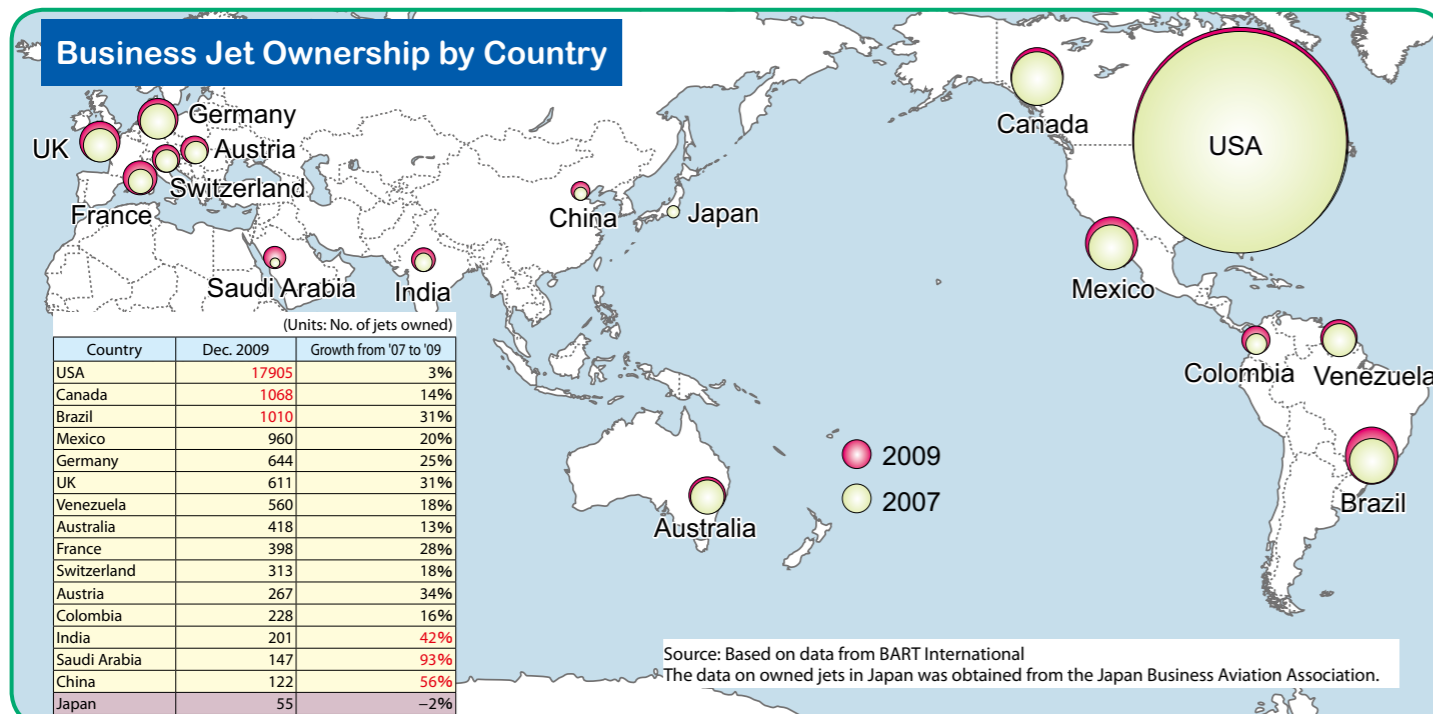 Business Jet Ownership by Country
Germany
UK
Austria
Switzerland
France
China
Japan
Saudi Arabia
India
Canada
USA
Mexico
Colombia
Venezuela
Brazil
Australia
2009
2007
(Units: No. of jets owned)
Country Dec. 2009 Growth from '07 to '09
USA 17905 3%
Canada 1068 14%
Brazil 1010 31%
Mexico 960 20%
Germany 644 25%
UK 611 31%
Venezuela 560 18%
Australia 418 13%
France 398 28%
Switzerland 313 18%
Austria 267 34%
Colombia 228 16%
India 201 42%
Saudi Arabia 147 93%
China 122 56%
Japan 55 −2%
Source: Based on data from BART International
The data on owned jets in Japan was obtained from the Japan Business Aviation Association.